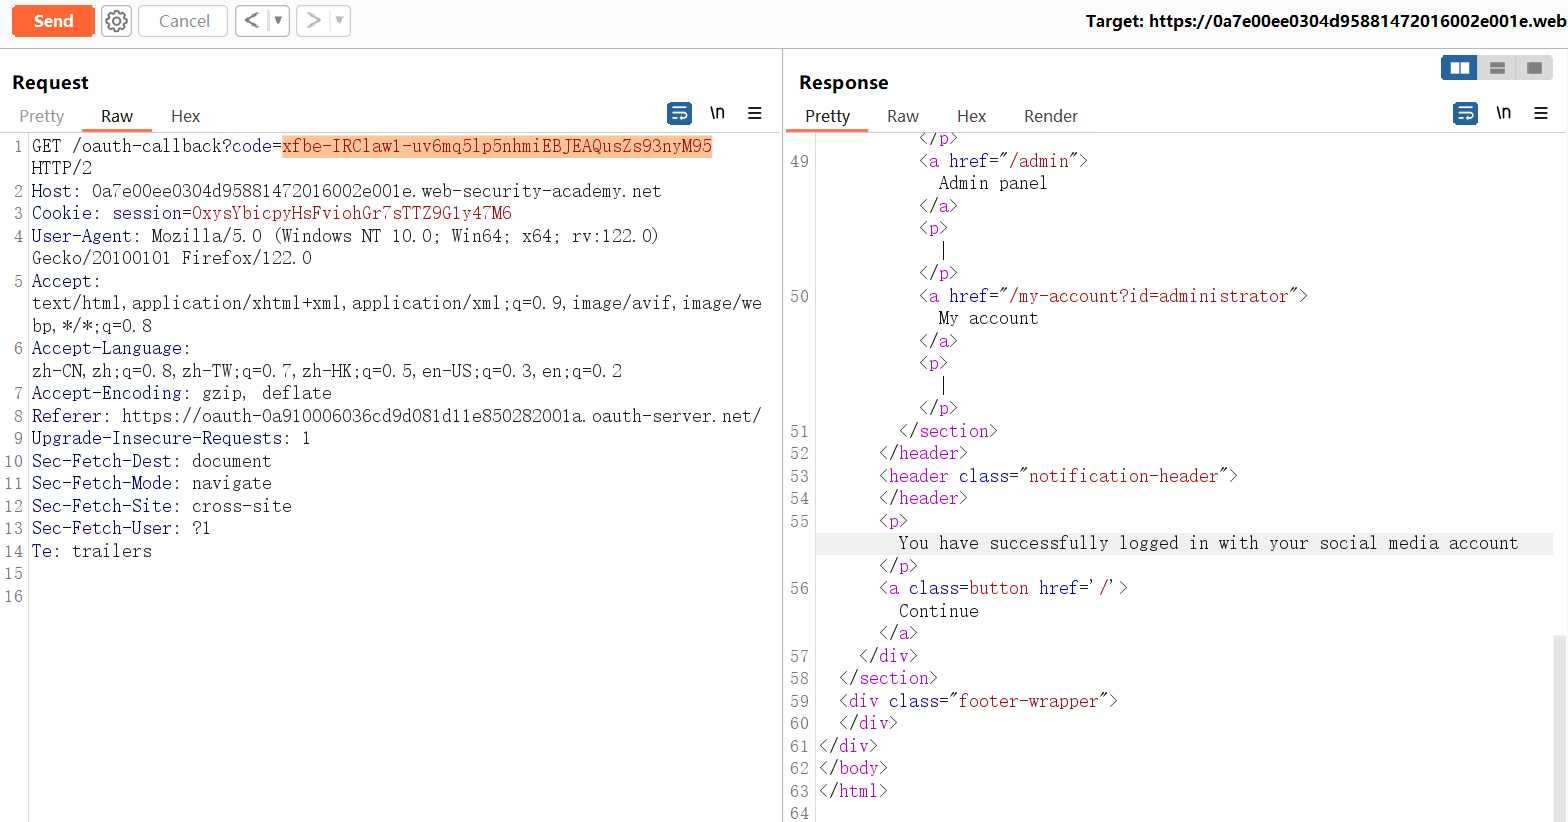 Send
Cancel
<
>
Target: https://0a7e00ee0304d95881472016002e001e.web
Request
Pretty Raw Hex
\n
1 GET /oauth-callback?code=xfbe-IRClaw1-uv6mq5lp5nhmiEBJEAQusZs93nyM95
HTTP/2
2 Host: 0a7e00ee0304d95881472016002e001e.web-security-academy.net
3 Cookie: session=OxysYbicpyHsFviohGr7sTTZ9G1y47M6
4 User-Agent: Mozilla/5.0 (Windows NT 10.0; Win64; x64; rv:122.0)
Gecko/20100101 Firefox/122.0
5 Accept:
text/html,application/xhtml+xml,application/xml;q=0.9,image/avif,image/we
bp,*/*;q=0.8
6 Accept-Language:
zh-CN,zh;q=0.8,zh-TW;q=0.7,zh-HK;q=0.5,en-US;q=0.3,en;q=0.2
7 Accept-Encoding: gzip, deflate
8 Referer: https://oauth-0a910006036cd9d081d11e850282001a.oauth-server.net/
9 Upgrade-Insecure-Requests: 1
10 Sec-Fetch-Dest: document
11 Sec-Fetch-Mode: navigate
12 Sec-Fetch-Site: cross-site
13 Sec-Fetch-User: ?1
14 Te: trailers
15
16
Response
Pretty Raw Hex Render
\n
</p>
49 <a href="/admin">
Admin panel
</a>
<p>
|
</p>
50 <a href="/my-account?id=administrator">
My account
</a>
<p>
|
</p>
51 </section>
52 </header>
53 <header class="notification-header">
54 </header>
55 <p>
You have successfully logged in with your social media account
</p>
56 <a class=button href='/'>
Continue
</a>
57 </div>
58 </section>
59 <div class="footer-wrapper">
60 </div>
61 </div>
62 </body>
63 </html>
64